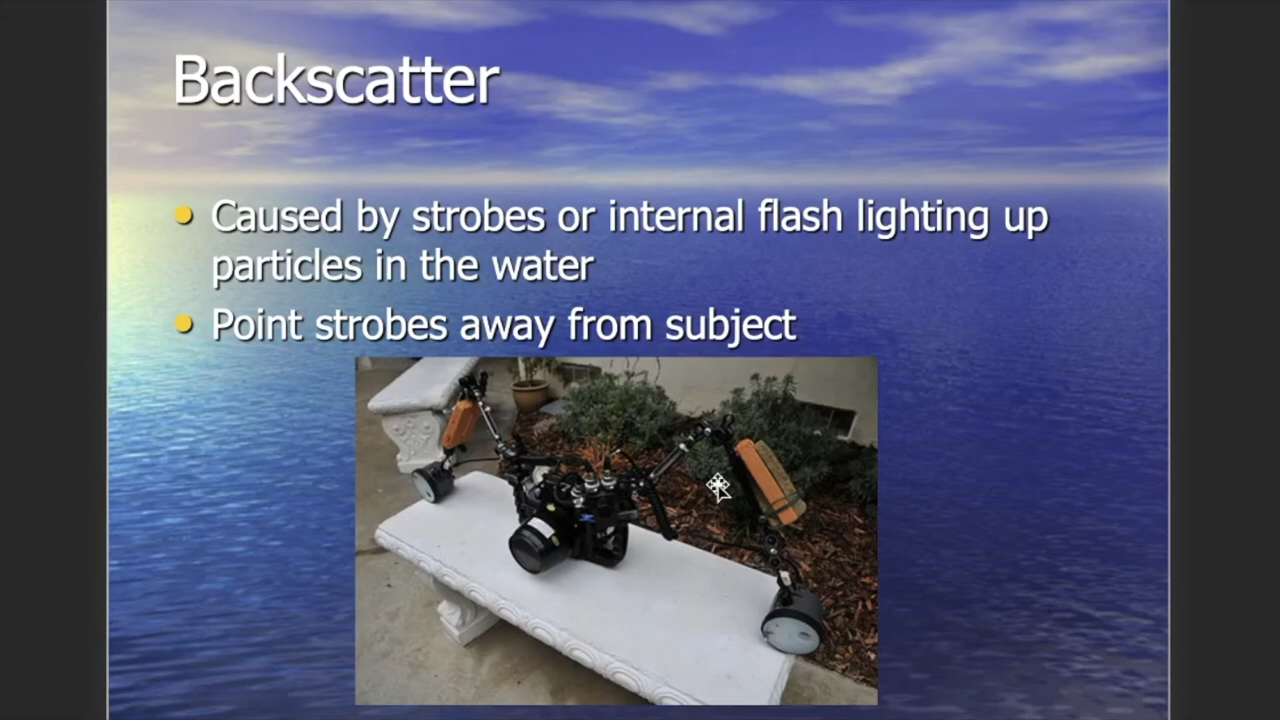 Backscatter
Caused by strobes or internal flash lighting up
particles in the water
Point strobes away from subject